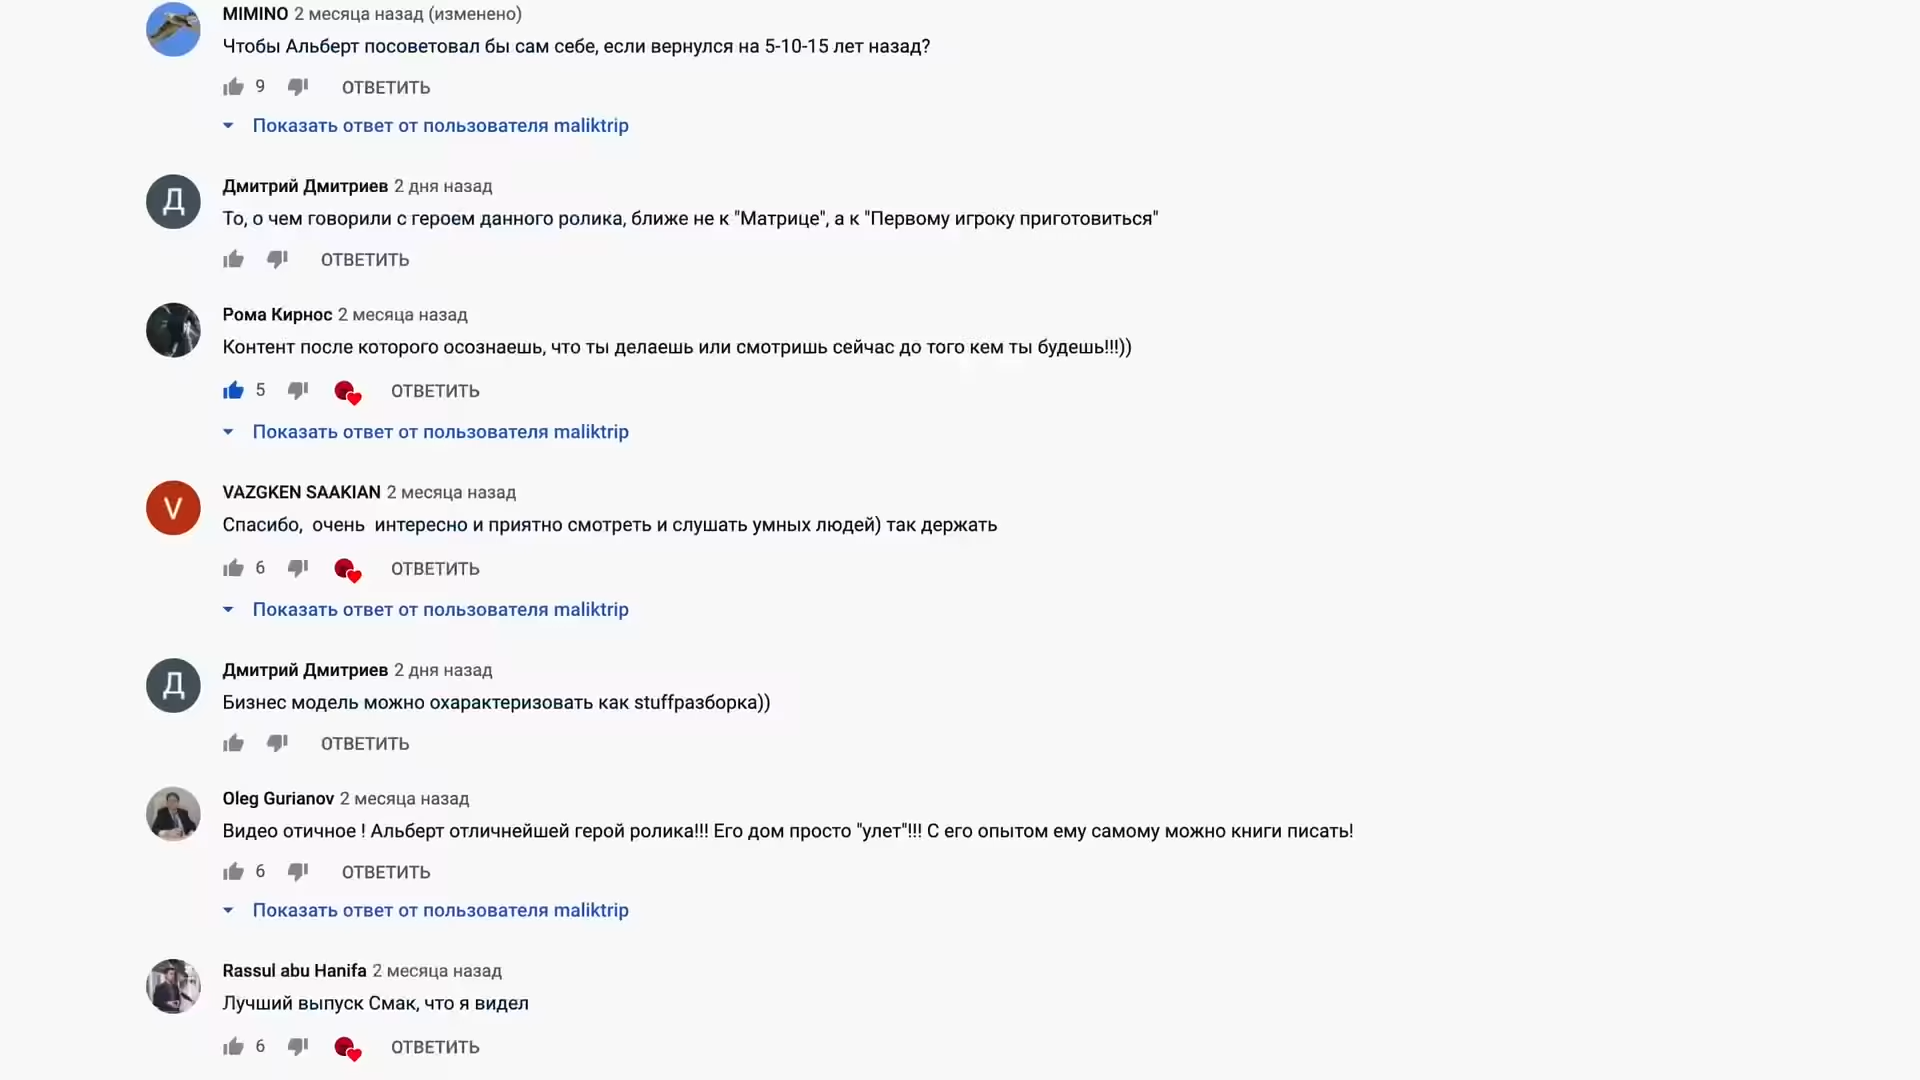 MIMINO 2 месяца назад (изменено)
Чтобы Альберт посоветовал бы сам себе, если вернулся на 5-10-15 лет назад?
9 ОТВЕТИТЬ
Показать ответ от пользователя maliktrip
Д
Дмитрий Дмитриев 2 дня назад
То, о чем говорили с героем данного ролика, ближе не к "Матрице", а к "Первому игроку приготовиться"
ОТВЕТИТЬ
Рома Кирнос 2 месяца назад
Контент после которого осознаешь, что ты делаешь или смотришь сейчас до того кем ты будешь!!!))
5 ОТВЕТИТЬ
Показать ответ от пользователя maliktrip
V
VAZGKEN SAAKIAN 2 месяца назад
Спасибо, очень интересно и приятно смотреть и слушать умных людей) так держать
6 ОТВЕТИТЬ
Показать ответ от пользователя maliktrip
Д
Дмитрий Дмитриев 2 дня назад
Бизнес модель можно охарактеризовать как stuffразборка))
ОТВЕТИТЬ
Oleg Gurianov 2 месяца назад
Видео отичное ! Альберт отличнейшей герой ролика!!! Его дом просто "улет"!!! С его опытом ему самому можно книги писать!
6 ОТВЕТИТЬ
Показать ответ от пользователя maliktrip
Rassul abu Hanifa 2 месяца назад
Лучший выпуск Смак, что я видел
6 ОТВЕТИТЬ